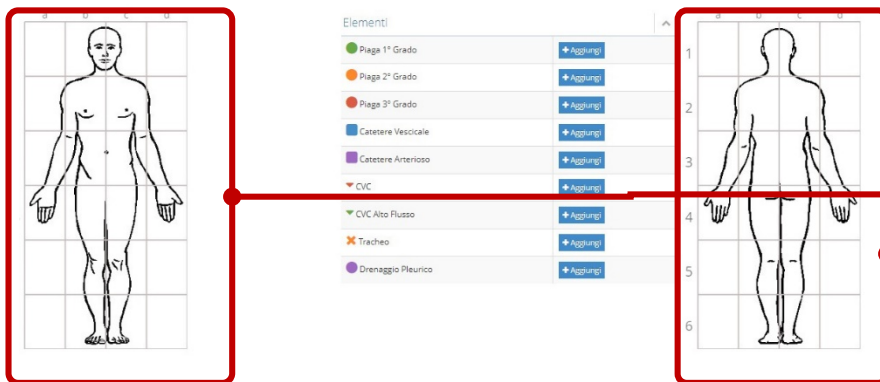 a b c d
Elementi
Piaga 1° Grado + Aggiungi
Piaga 2° Grado + Aggiungi
Piaga 3° Grado + Aggiungi
Catetere Vescicale + Aggiungi
Catetere Arterioso + Aggiungi
CVC + Aggiungi
CVC Alto Flusso + Aggiungi
Tracheo + Aggiungi
Drenaggio Pleurico + Aggiungi
a b c d
1
2
3
4
5
6